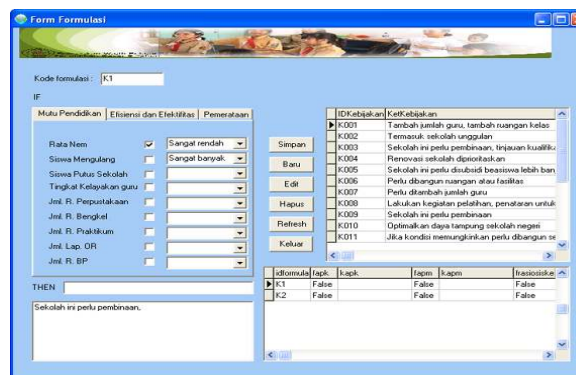 Form Formulasi
Kode formulasi : K1
IF
Mutu Pendidikan Efisiensi dan Efektifitas Pemerataan
Rata Nem Sangat rendah
Siswa Mengulang Sangat banyak
Siswa Putus Sekolah
Tingkat Kelayakan guru
Jml. R. Perpustakaan
Jml. R. Bengkel
Jml. R. Praktikum
Jml. Lap. OR
Jml. R. BP
THEN
Sekolah ini perlu pembinaan,
Simpan
Baru
Edit
Hapus
Refresh
Keluar
IDKebijakan KetKebijakan
K001 Tambah jumlah guru, tambah ruangan kelas
K002 Termasuk sekolah unggulan
K003 Sekolah ini perlu pembinaan, tinjauan kualifika
K004 Renovasi sekolah diprioritaskan
K005 Sekolah ini perlu disubsidi beasiswa lebih ban
K006 Perlu dibangun ruangan atau fasilitas
K007 Perlu ditambah jumlah guru
K008 Lakukan kegiatan pelatihan, penataran untuk
K009 Sekolah ini perlu pembinaan
K010 Optimalkan daya tampung sekolah negeri
K011 Jika kondisi memungkinkan perlu dibangun se
idformula fapk kapk fapm kapm frasiosiske
K1 False False False
K2 False False False